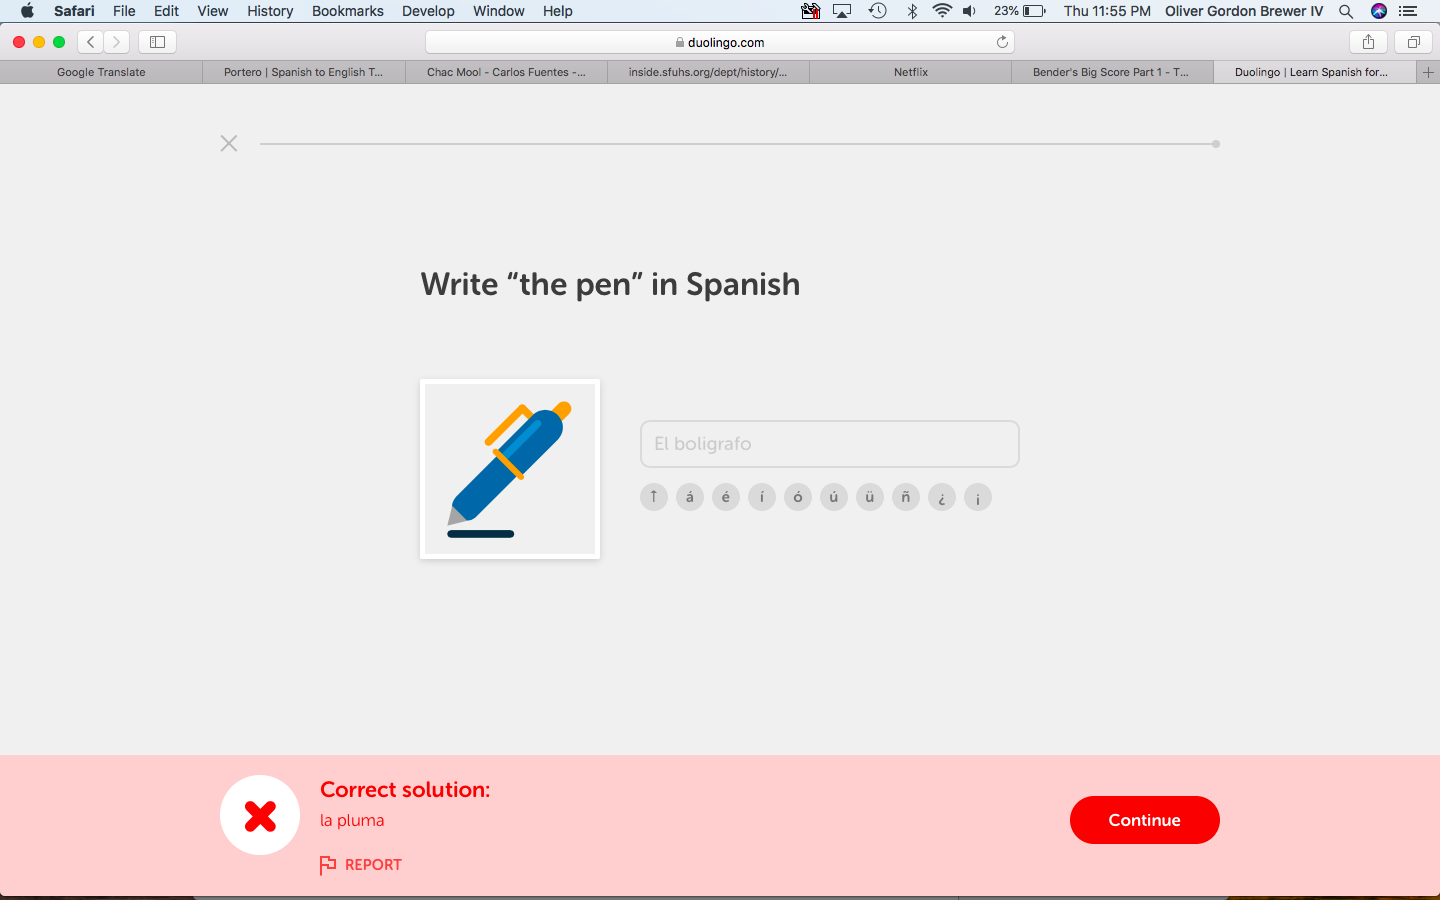 Safari File Edit View History Bookmarks Develop Window Help 23% Thu 11:55 PM Oliver Gordon Brewer IV
duolingo.com
Google Translate Portero | Spanish to English T... Chac Mool - Carlos Fuentes -... inside.sfuhs.org/dept/history/... Netflix Bender's Big Score Part 1 - T... Duolingo | Learn Spanish for...
Write “the pen” in Spanish
El boligrafo
↑ á é í ó ú ü ñ ¿ ¡
Correct solution:
la pluma
Continue
REPORT